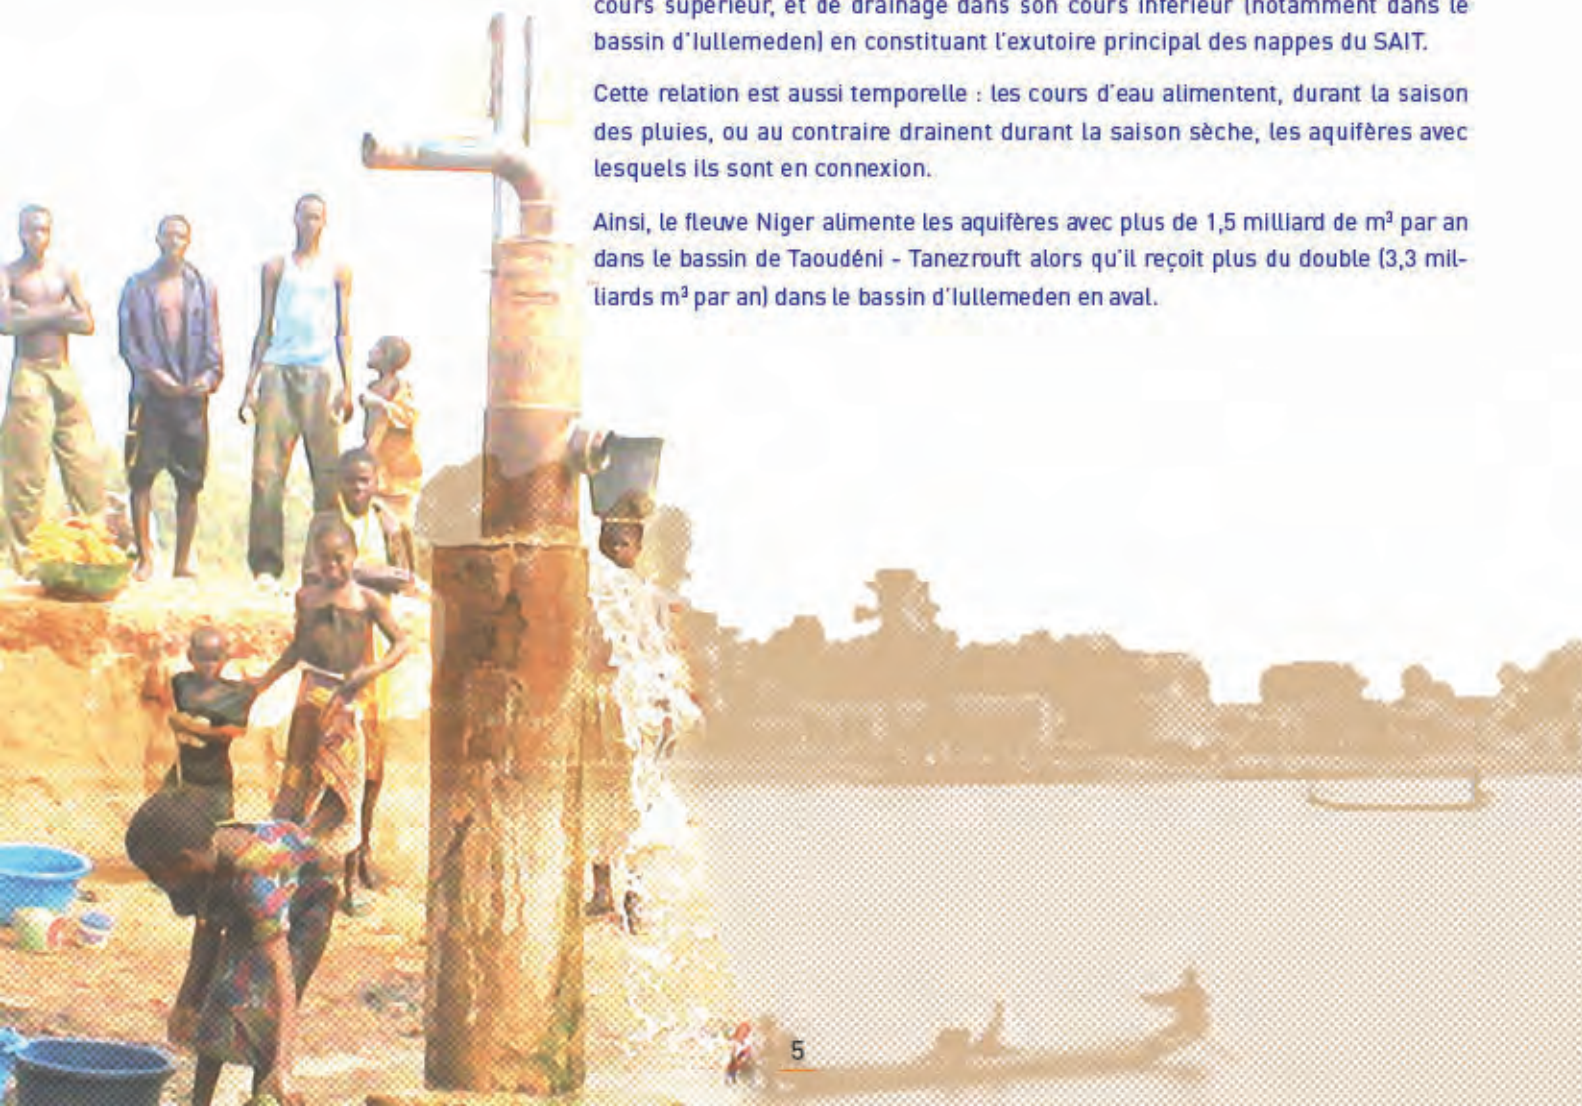 cours supérieur, et de drainage dans son cours inférieur (notamment dans le
bassin d'Iullemeden) en constituant l'exutoire principal des nappes du SAIT.
Cette relation est aussi temporelle : les cours d'eau alimentent, durant la saison
des pluies, ou au contraire drainent durant la saison sèche, les aquifères avec
lesquels ils sont en connexion.
Ainsi, le fleuve Niger alimente les aquifères avec plus de 1,5 milliard de m³ par an
dans le bassin de Taoudéni - Tanezrouft alors qu'il reçoit plus du double (3,3 mil-
liards m³ par an) dans le bassin d'Iullemeden en aval.
5